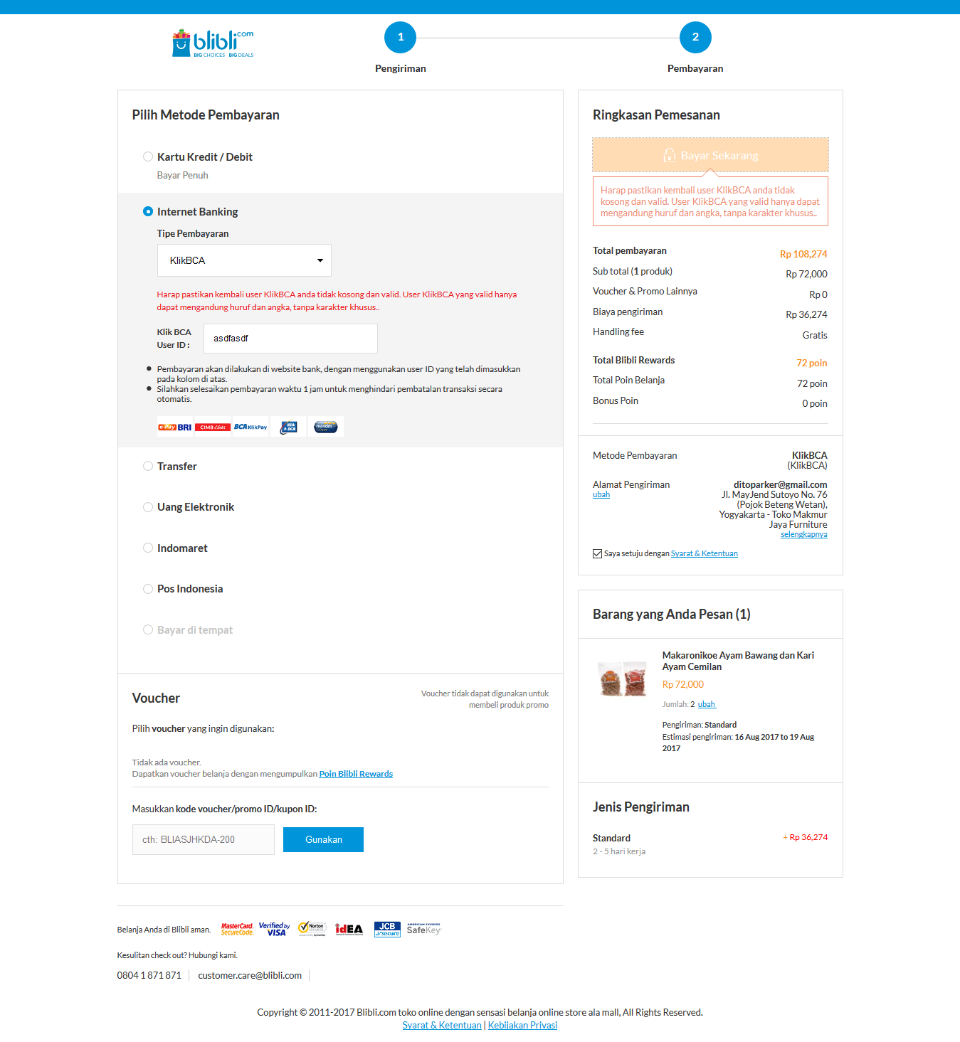 blibli.com
BIG CHOICES BIG DEALS
1
2
Pengiriman
Pembayaran
Pilih Metode Pembayaran
Kartu Kredit / Debit
Bayar Penuh
Internet Banking
Tipe Pembayaran
KlikBCA
Harap pastikan kembali user KlikBCA anda tidak kosong dan valid. User KlikBCA yang valid hanya
dapat mengandung huruf dan angka, tanpa karakter khusus..
Klik BCA
User ID :
asdfasdf
Pembayaran akan dilakukan di website bank, dengan menggunakan user ID yang telah dimasukkan
pada kolom di atas.
Silahkan selesaikan pembayaran waktu 1 jam untuk menghindari pembatalan transaksi secara
otomatis.
BRI
CIMB CLICKS
BCA KlikPay
Transfer
Uang Elektronik
Indomaret
Pos Indonesia
Bayar di tempat
Voucher
Voucher tidak dapat digunakan untuk
membeli produk promo
Pilih voucher yang ingin digunakan:
Tidak ada voucher.
Dapatkan voucher belanja dengan mengumpulkan Poin Blibli Rewards
Masukkan kode voucher/promo ID/kupon ID:
cth: BLIASJHKDA-200
Gunakan
Ringkasan Pemesanan
Bayar Sekarang
Harap pastikan kembali user KlikBCA anda tidak
kosong dan valid. User KlikBCA yang valid hanya dapat
mengandung huruf dan angka, tanpa karakter khusus..
Total pembayaran Rp 108,274
Sub total (1 produk) Rp 72,000
Voucher & Promo Lainnya Rp 0
Biaya pengiriman Rp 36,274
Handling fee Gratis
Total Blibli Rewards 72 poin
Total Poin Belanja 72 poin
Bonus Poin 0 poin
Metode Pembayaran KlikBCA
(KlikBCA)
Alamat Pengiriman ditoparker@gmail.com
ubah Jl. MayJend Sutoyo No. 76
(Pojok Beteng Wetan),
Yogyakarta - Toko Makmur
Jaya Furniture
selengkapnya
Saya setuju dengan Syarat & Ketentuan
Barang yang Anda Pesan (1)
Makaronikoe Ayam Bawang dan Kari
Ayam Cemilan
Rp 72,000
Jumlah: 2 ubah
Pengiriman: Standard
Estimasi pengiriman: 16 Aug 2017 to 19 Aug
2017
Jenis Pengiriman
Standard + Rp 36,274
2 - 5 hari kerja
Belanja Anda di Blibli aman. MasterCard SecureCode. Verified by VISA Norton idEA JCB J/Secure SafeKey
Kesulitan check out? Hubungi kami.
0804 1 871 871 | customer.care@blibli.com |
Copyright © 2011-2017 Blibli.com toko online dengan sensasi belanja online store ala mall, All Rights Reserved.
Syarat & Ketentuan | Kebijakan Privasi